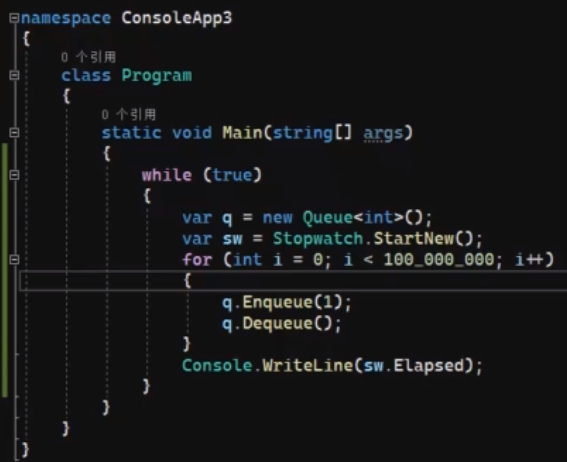 namespace ConsoleApp3
{
0 个引用
class Program
{
0 个引用
static void Main(string[] args)
{
while (true)
{
var q = new Queue<int>();
var sw = Stopwatch.StartNew();
for (int i = 0; i < 100_000_000; i++)
{
q.Enqueue(1);
q.Dequeue();
}
Console.WriteLine(sw.Elapsed);
}
}
}
}